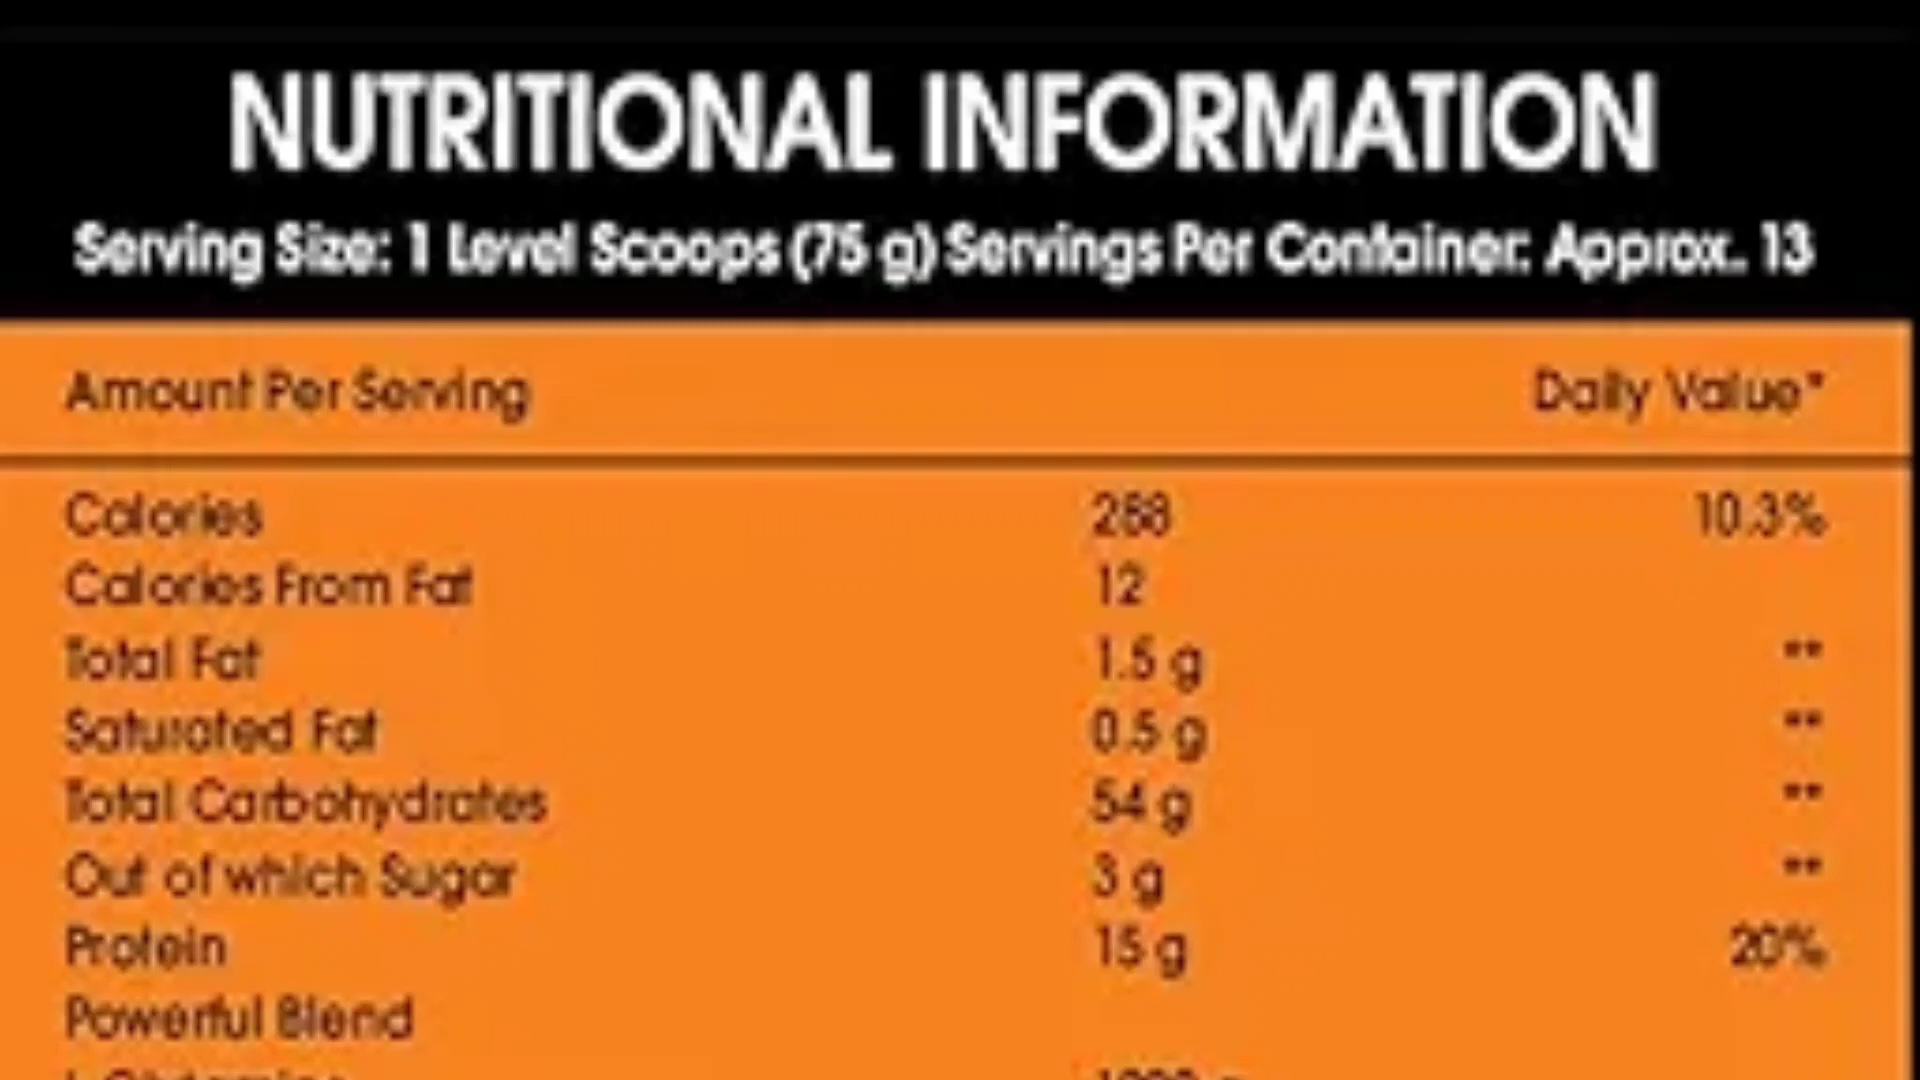 NUTRITIONAL INFORMATION
Serving Size: 1 Level Scoops (75 g) Servings Per Container: Approx. 13
Amount Per Serving Daily Value*
Calories 288 10.3%
Calories From Fat 12
Total Fat 1.5 g **
Saturated Fat 0.5 g **
Total Carbohydrates 54 g **
Out of which Sugar 3 g **
Protein 15 g 20%
Powerful Blend